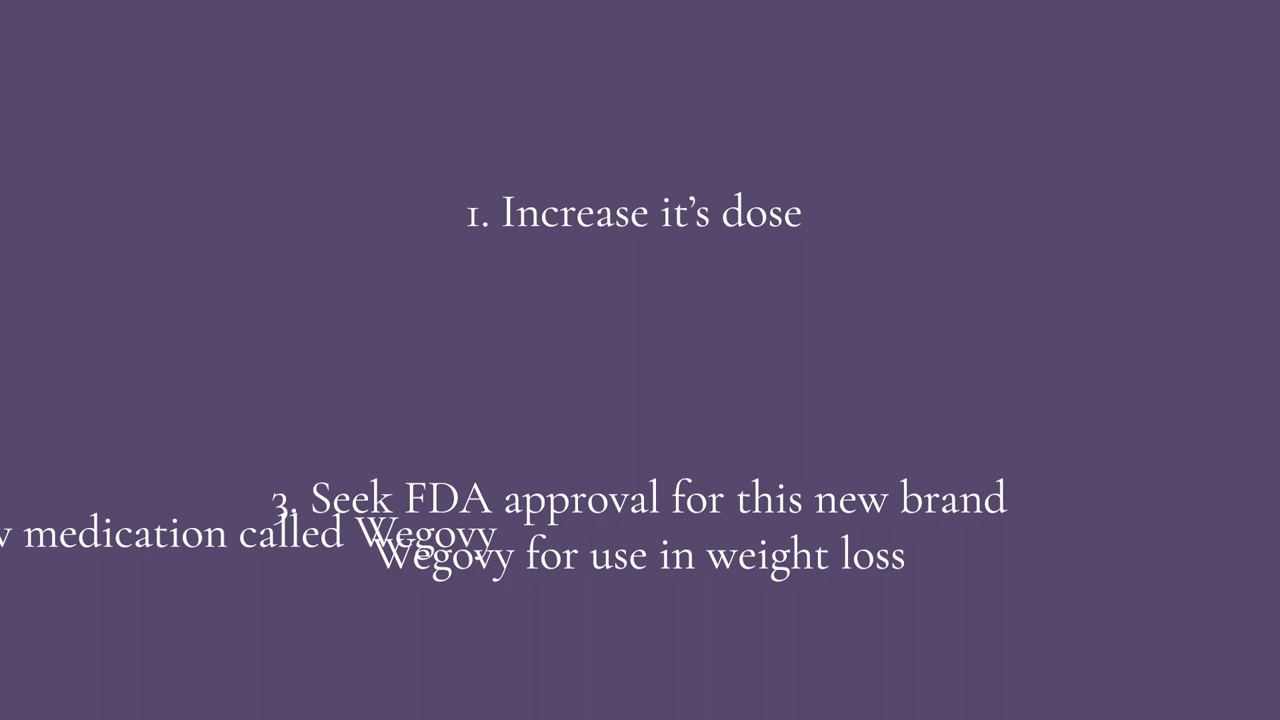 1. Increase it’s dose
3. Seek FDA approval for this new brand
medication called Wegovy
Wegovy for use in weight loss